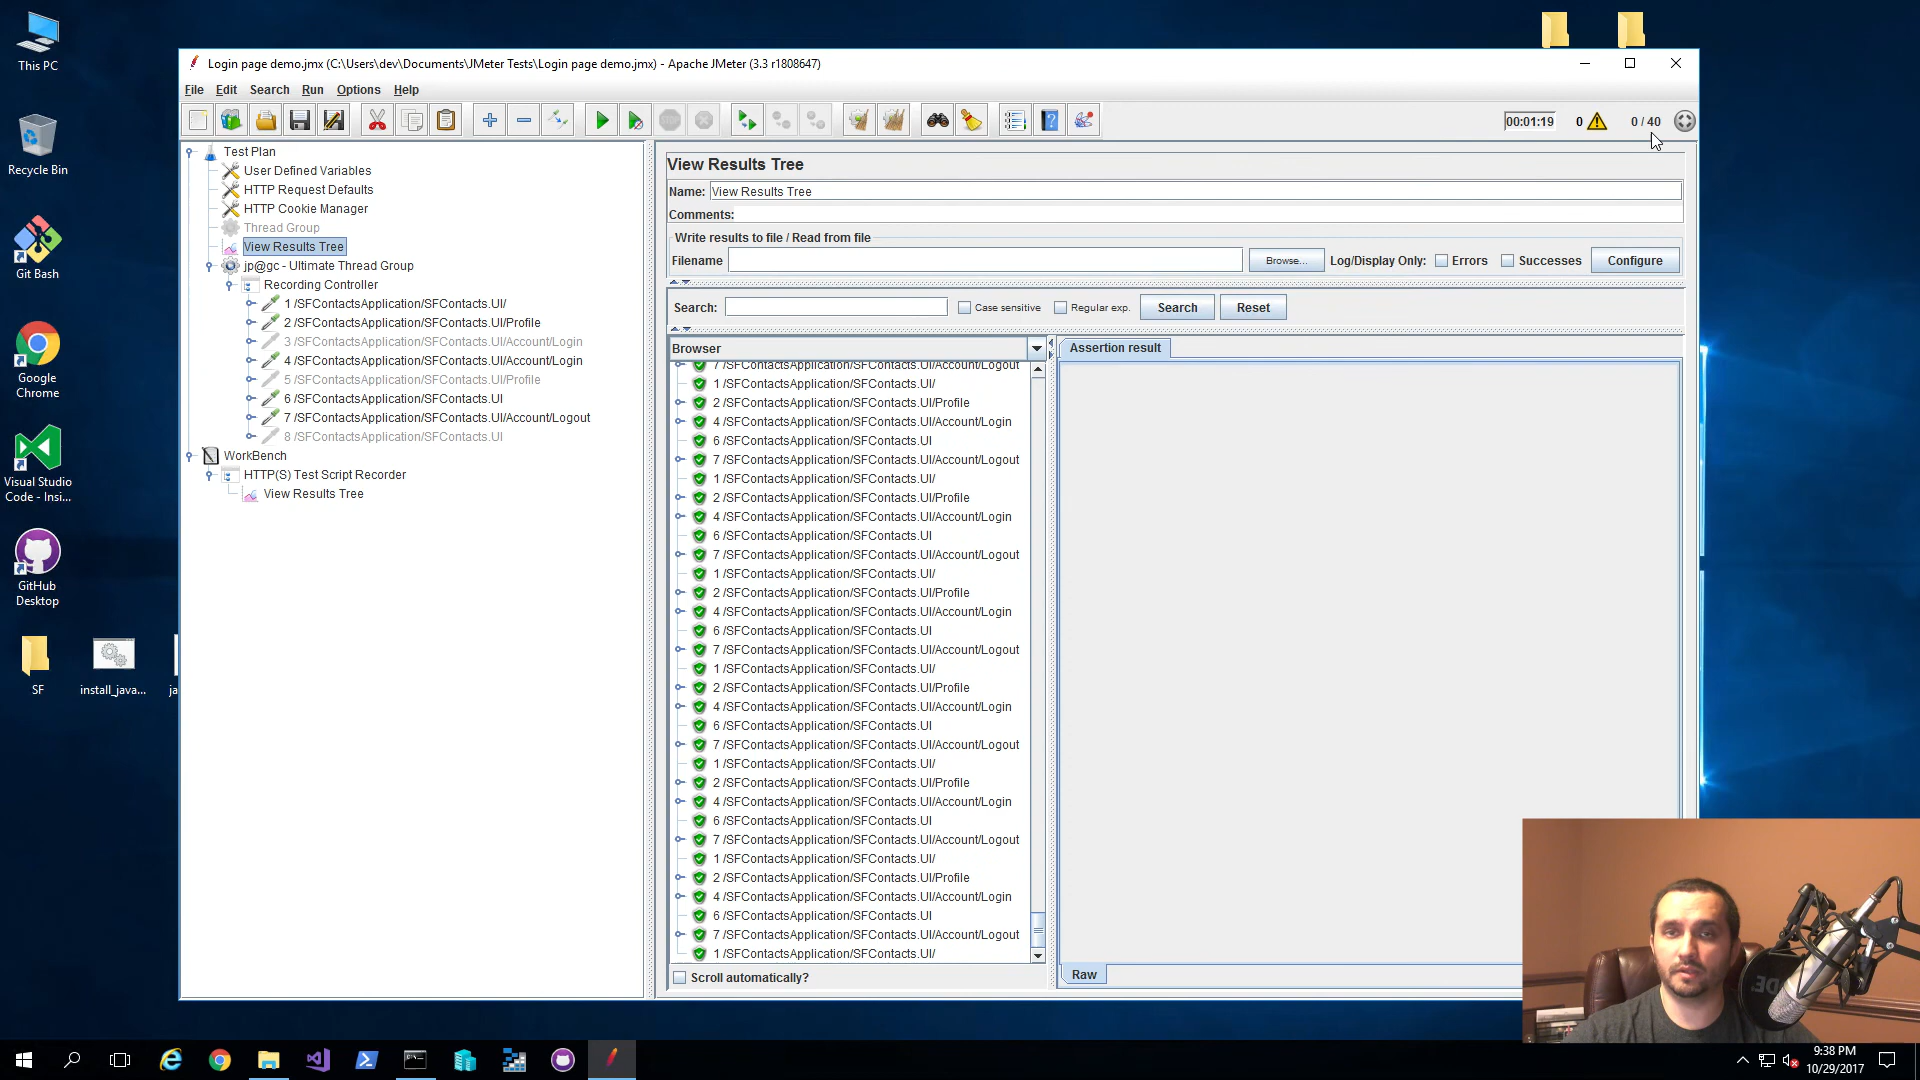 This PC
Recycle Bin
Git Bash
Google
Chrome
Visual Studio
Code - Insi...
GitHub
Desktop
SF
install_java...
ja
Login page demo.jmx (C:\Users\dev\Documents\JMeter Tests\Login page demo.jmx) - Apache JMeter (3.3 r1808647)
File Edit Search Run Options Help
00:01:19 0 0 / 40
Test Plan
User Defined Variables
HTTP Request Defaults
HTTP Cookie Manager
Thread Group
View Results Tree
jp@gc - Ultimate Thread Group
Recording Controller
1 /SFContactsApplication/SFContacts.UI/
2 /SFContactsApplication/SFContacts.UI/Profile
3 /SFContactsApplication/SFContacts.UI/Account/Login
4 /SFContactsApplication/SFContacts.UI/Account/Login
5 /SFContactsApplication/SFContacts.UI/Profile
6 /SFContactsApplication/SFContacts.UI
7 /SFContactsApplication/SFContacts.UI/Account/Logout
8 /SFContactsApplication/SFContacts.UI
WorkBench
HTTP(S) Test Script Recorder
View Results Tree
View Results Tree
Name: View Results Tree
Comments:
Write results to file / Read from file
Filename Browse... Log/Display Only: Errors Successes Configure
Search: Case sensitive Regular exp. Search Reset
Browser
7 /SFContactsApplication/SFContacts.UI/Account/Logout
1 /SFContactsApplication/SFContacts.UI/
2 /SFContactsApplication/SFContacts.UI/Profile
4 /SFContactsApplication/SFContacts.UI/Account/Login
6 /SFContactsApplication/SFContacts.UI
7 /SFContactsApplication/SFContacts.UI/Account/Logout
1 /SFContactsApplication/SFContacts.UI/
2 /SFContactsApplication/SFContacts.UI/Profile
4 /SFContactsApplication/SFContacts.UI/Account/Login
6 /SFContactsApplication/SFContacts.UI
7 /SFContactsApplication/SFContacts.UI/Account/Logout
1 /SFContactsApplication/SFContacts.UI/
2 /SFContactsApplication/SFContacts.UI/Profile
4 /SFContactsApplication/SFContacts.UI/Account/Login
6 /SFContactsApplication/SFContacts.UI
7 /SFContactsApplication/SFContacts.UI/Account/Logout
1 /SFContactsApplication/SFContacts.UI/
2 /SFContactsApplication/SFContacts.UI/Profile
4 /SFContactsApplication/SFContacts.UI/Account/Login
6 /SFContactsApplication/SFContacts.UI
7 /SFContactsApplication/SFContacts.UI/Account/Logout
1 /SFContactsApplication/SFContacts.UI/
2 /SFContactsApplication/SFContacts.UI/Profile
4 /SFContactsApplication/SFContacts.UI/Account/Login
6 /SFContactsApplication/SFContacts.UI
7 /SFContactsApplication/SFContacts.UI/Account/Logout
1 /SFContactsApplication/SFContacts.UI/
2 /SFContactsApplication/SFContacts.UI/Profile
4 /SFContactsApplication/SFContacts.UI/Account/Login
6 /SFContactsApplication/SFContacts.UI
7 /SFContactsApplication/SFContacts.UI/Account/Logout
1 /SFContactsApplication/SFContacts.UI/
Scroll automatically?
Assertion result
Raw
9:38 PM
10/29/2017